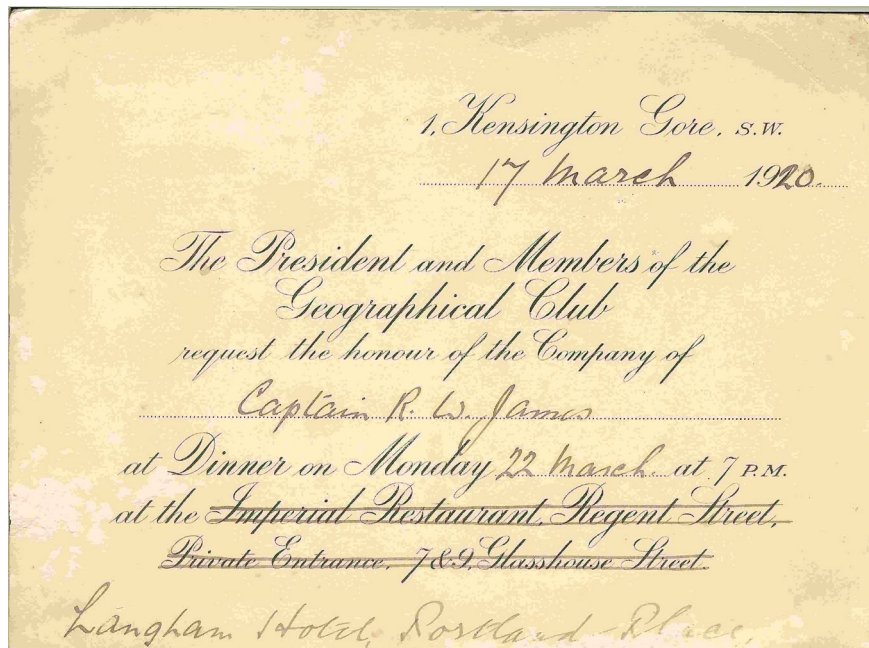 1, Kensington Gore, S.W.
17 March 1920.
The President and Members of the
Geographical Club
request the honour of the Company of
Captain R. W. James
at Dinner on Monday 22 March at 7 P.M.
at the Imperial Restaurant, Regent Street,
Private Entrance, 7 & 9, Glasshouse Street.
Langham Hotel, Portland Place,